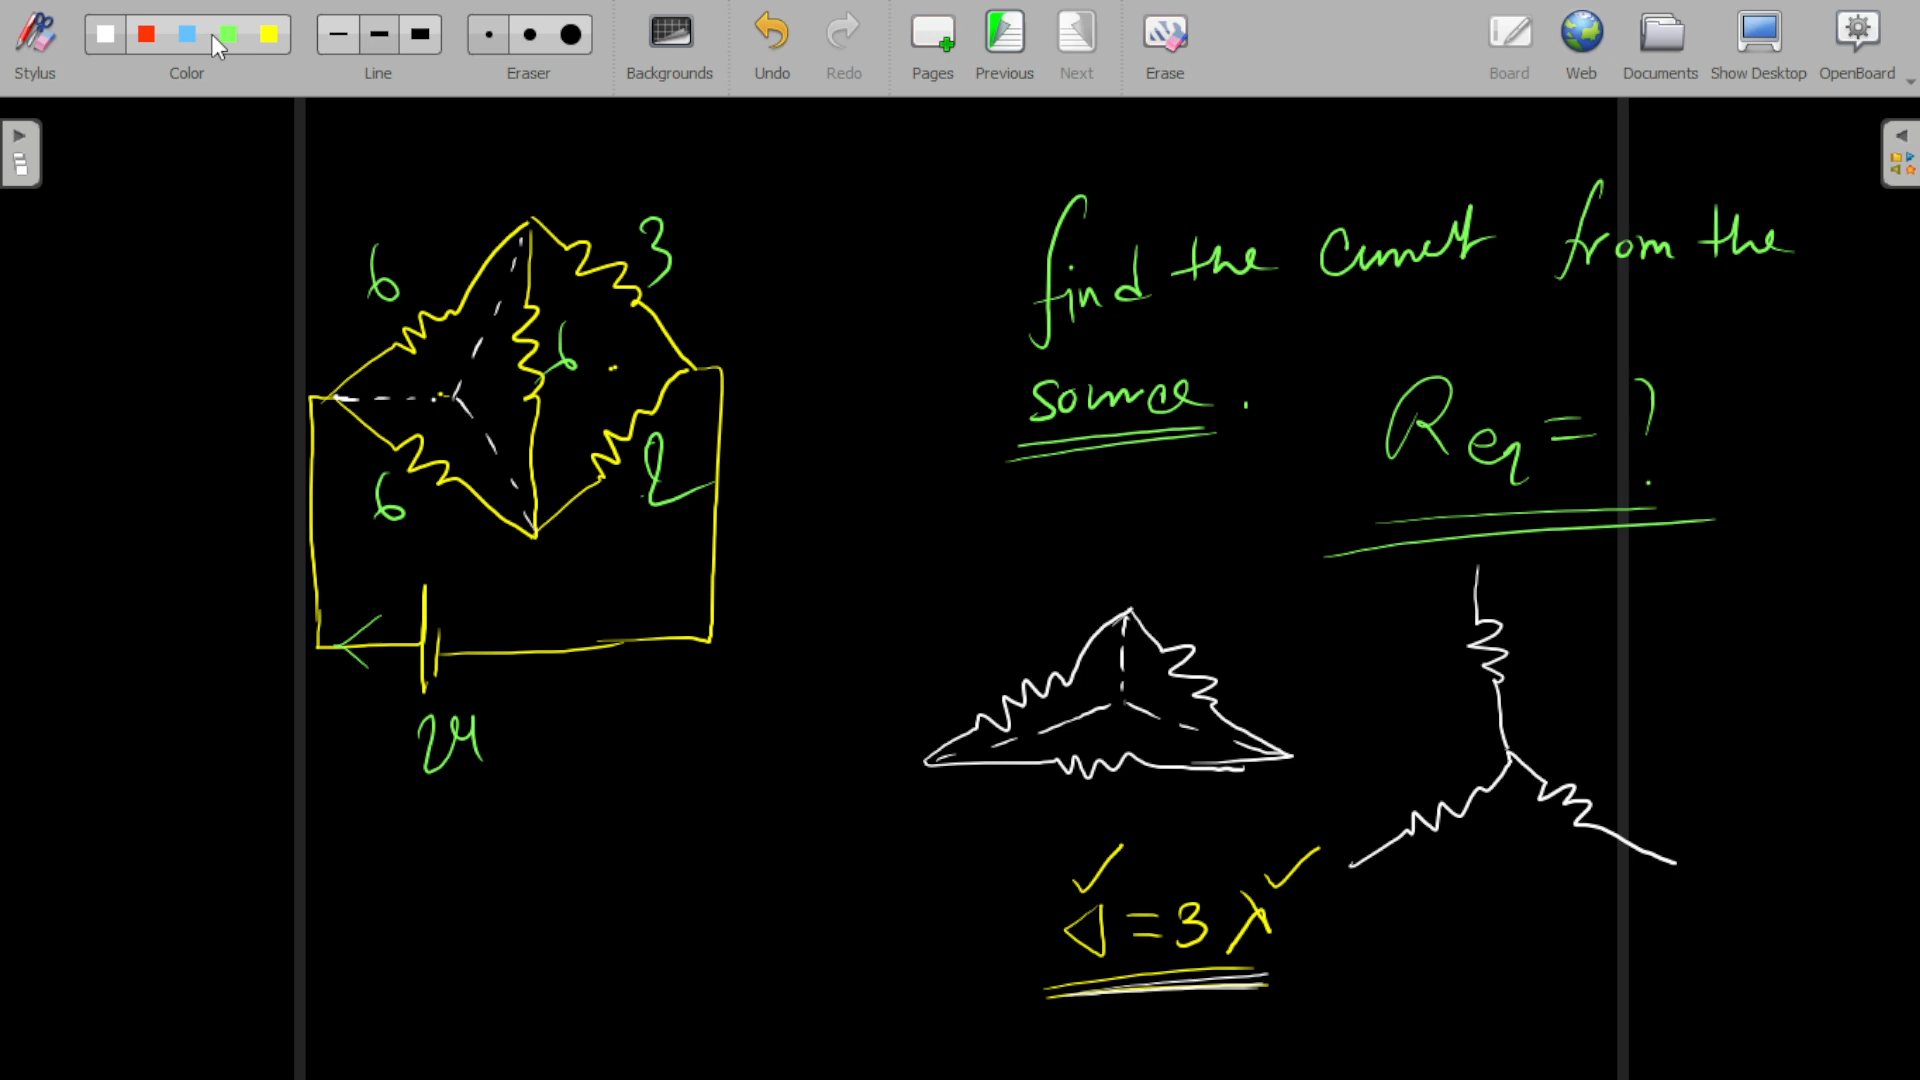 Stylus
Color
Line
Eraser
Backgrounds
Undo
Redo
Pages
Previous
Next
Erase
Board
Web
Documents
Show Desktop
OpenBoard
6
3
6
6
2
24
find the current from the
source.
Req = ?
Δ = 3 λ